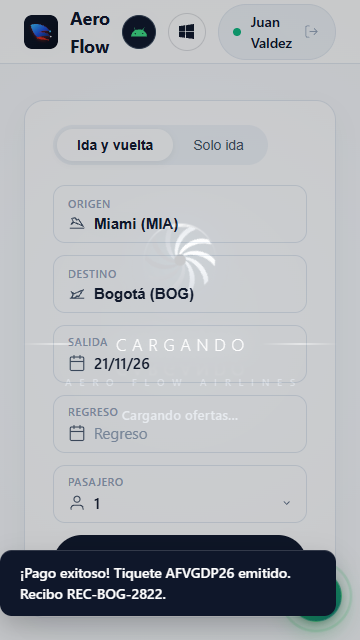 Aero
Flow
Juan
Valdez
Ida y vuelta
Solo ida
ORIGEN
Miami (MIA)
DESTINO
Bogotá (BOG)
SALIDA
CARGANDO
21/11/26
AERO FLOW AIRLINES
REGRESO
Cargando ofertas...
Regreso
PASAJERO
1
¡Pago exitoso! Tiquete AFVGDP26 emitido.
Recibo REC-BOG-2822.